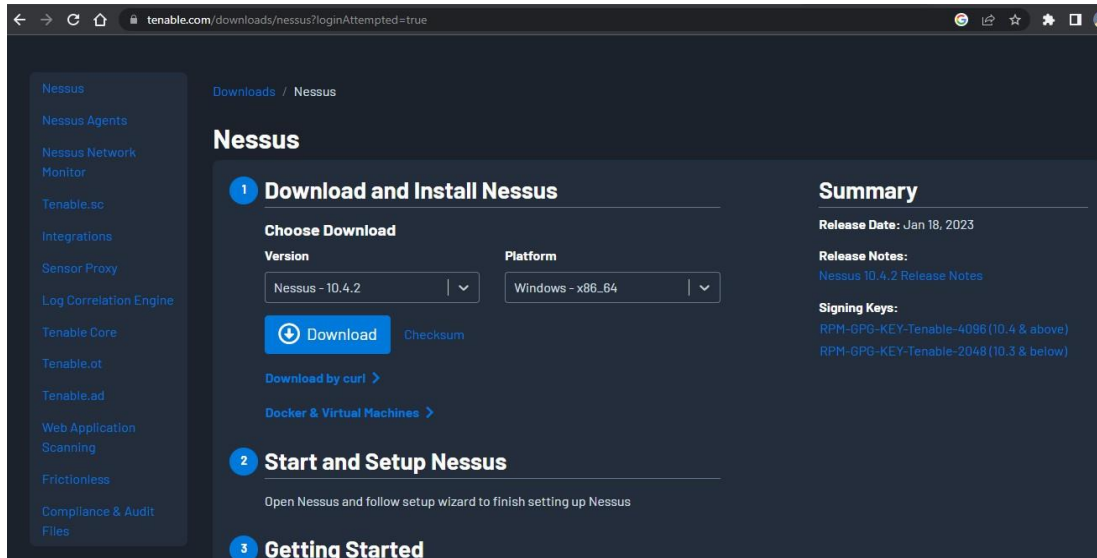 tenable.com/downloads/nessus?loginAttempted=true
Nessus
Nessus Agents
Nessus Network
Monitor
Tenable.sc
Integrations
Sensor Proxy
Log Correlation Engine
Tenable Core
Tenable.ot
Tenable.ad
Web Application
Scanning
Frictionless
Compliance & Audit
Files
Downloads / Nessus
Nessus
1 Download and Install Nessus
Choose Download
Version
Nessus - 10.4.2
Platform
Windows - x86_64
Download
Checksum
Download by curl
Docker & Virtual Machines
2 Start and Setup Nessus
Open Nessus and follow setup wizard to finish setting up Nessus
3 Getting Started
Summary
Release Date: Jan 18, 2023
Release Notes:
Nessus 10.4.2 Release Notes
Signing Keys:
RPM-GPG-KEY-Tenable-4096 (10.4 & above)
RPM-GPG-KEY-Tenable-2048 (10.3 & below)